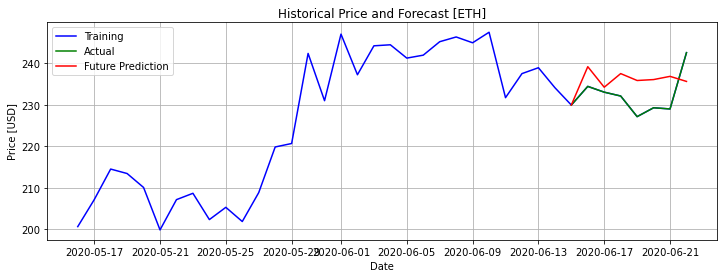 Historical Price and Forecast [ETH]
Training
Actual
Future Prediction
Price [USD]
240
230
220
210
200
2020-05-17 2020-05-21 2020-05-25 2020-05-29 2020-06-01 2020-06-05 2020-06-09 2020-06-13 2020-06-17 2020-06-21
Date